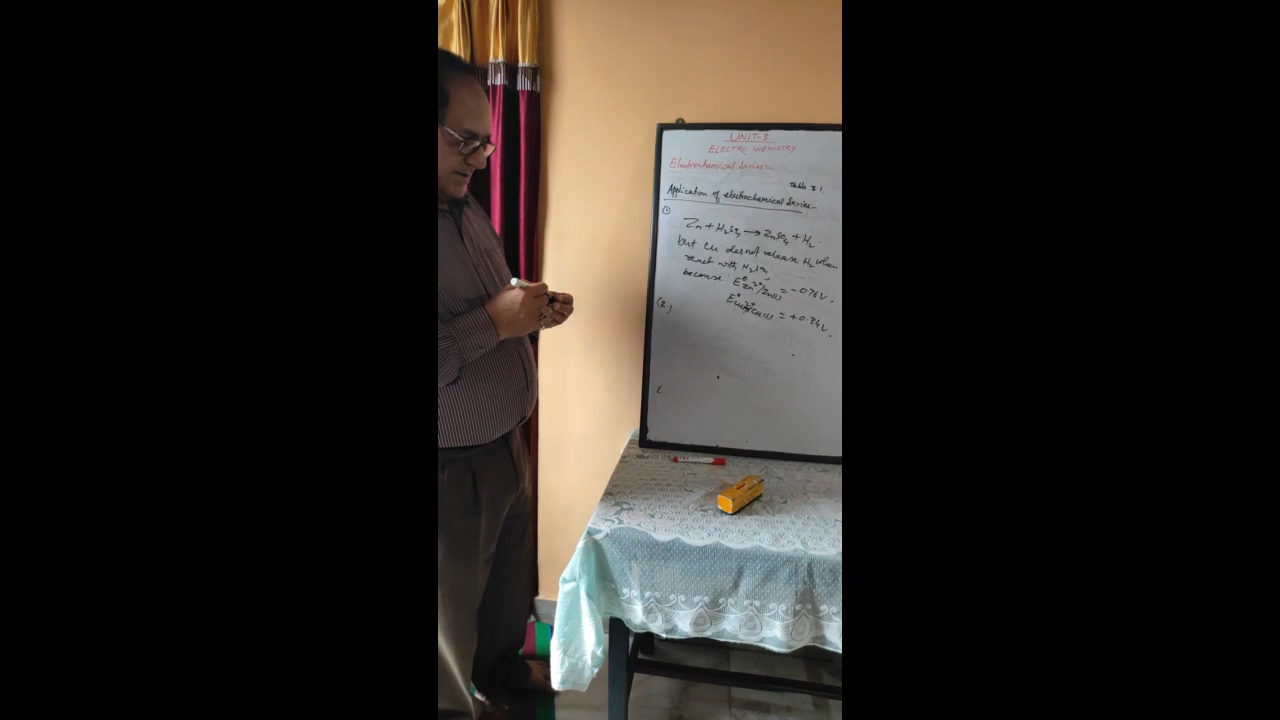 UNIT-3
ELECTRO CHEMISTRY
Electrochemical Series-
Table 3.1
Application of electrochemical Series-
①
Zn + H₂SO₄ → ZnSO₄ + H₂.
but Cu does not release H₂ when
react with H₂SO₄
because: E°Zn²⁺/Zn(s) = -0.76V.
(2.)
E°Cu²⁺/Cu(s) = +0.34V.
(